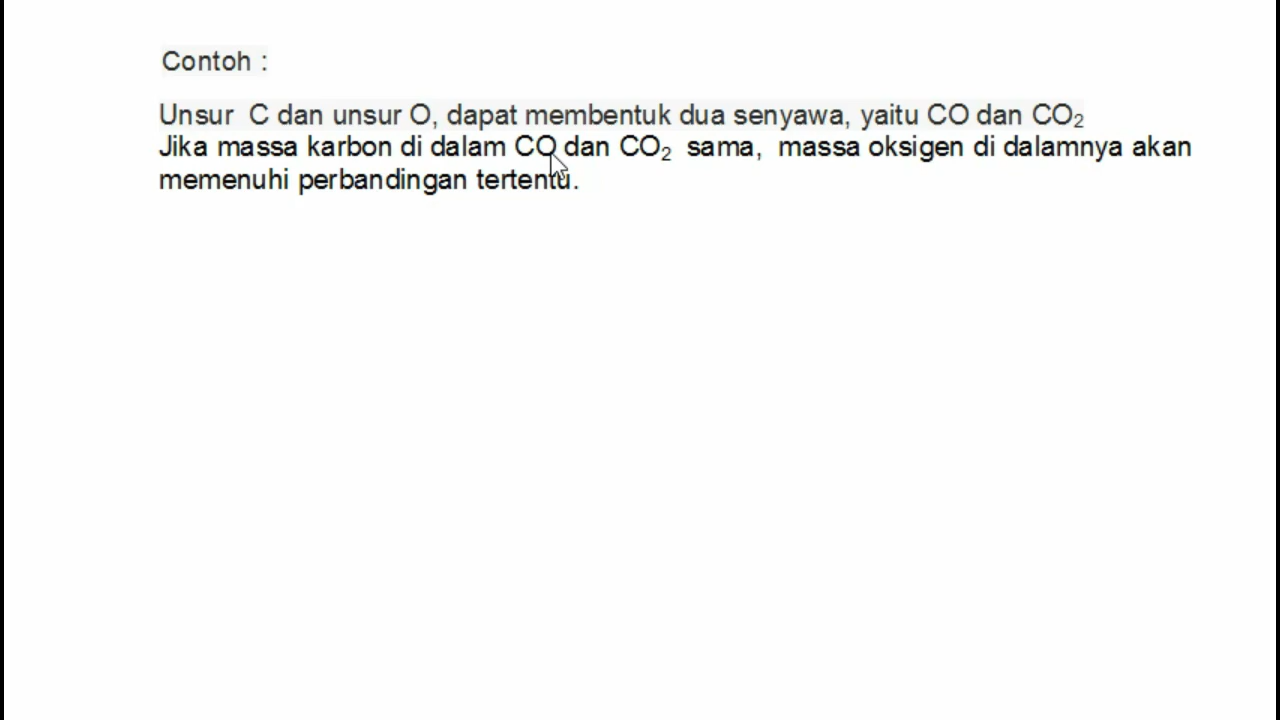 Contoh :
Unsur C dan unsur O, dapat membentuk dua senyawa, yaitu CO dan CO₂
Jika massa karbon di dalam CO dan CO₂ sama, massa oksigen di dalamnya akan
memenuhi perbandingan tertentu.